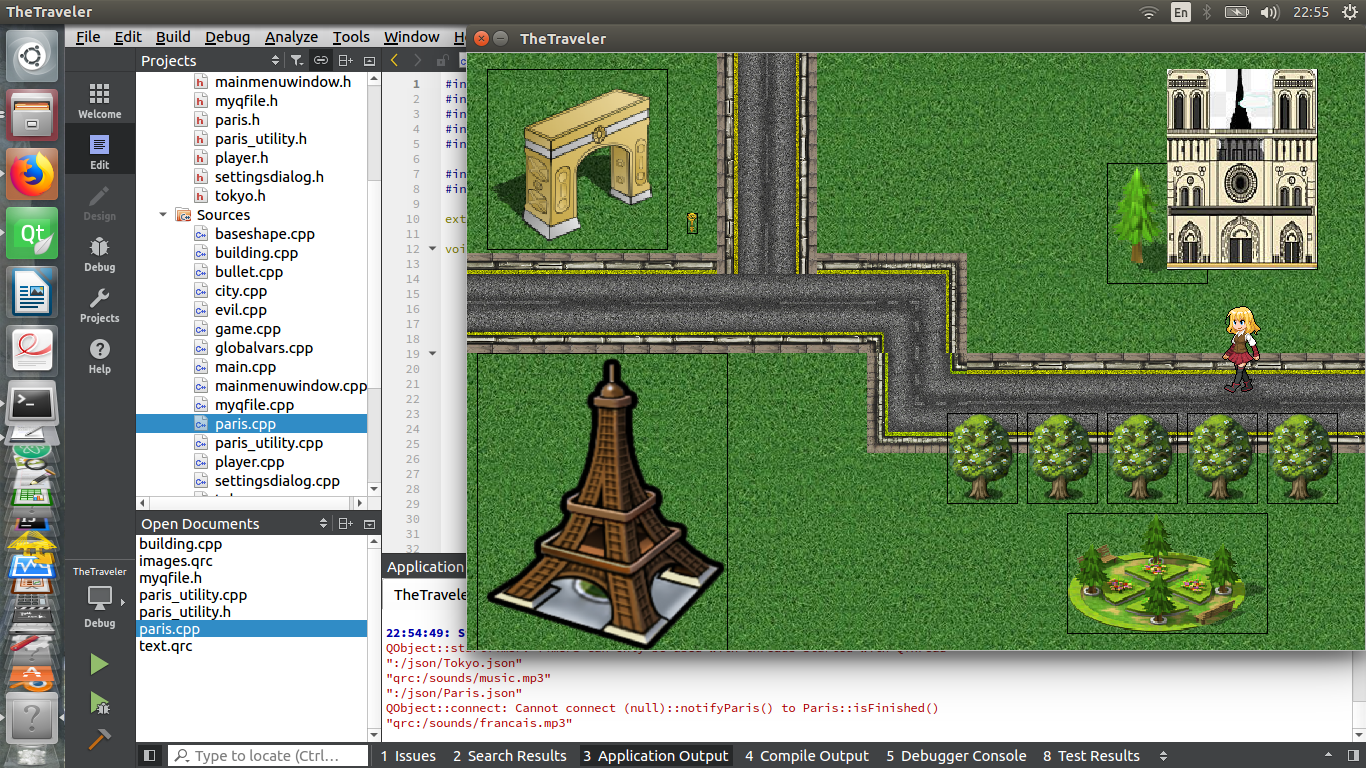 TheTraveler
En
22:55
File Edit Build Debug Analyze Tools Window
TheTraveler
Projects
mainmenuwindow.h
myqfile.h
paris.h
paris_utility.h
player.h
settingsdialog.h
tokyo.h
Sources
baseshape.cpp
building.cpp
bullet.cpp
city.cpp
evil.cpp
game.cpp
globalvars.cpp
main.cpp
mainmenuwindow.cpp
myqfile.cpp
paris.cpp
paris_utility.cpp
player.cpp
settingsdialog.cpp
Welcome
Edit
Design
Debug
Projects
Help
TheTraveler
Debug
Qt
1 #in
2 #in
3 #in
4 #in
5 #in
6
7 #in
8 #in
9
10 ext
11
12 voi
13
14
15
16
17
18
19
20
21
22
23
24
25
26
27
28
29
30
31
32
Open Documents
building.cpp
images.qrc
myqfile.h
paris_utility.cpp
paris_utility.h
paris.cpp
text.qrc
Application
TheTravele
22:54:49: S
":/json/Tokyo.json"
"qrc:/sounds/music.mp3"
":/json/Paris.json"
QObject::connect: Cannot connect (null)::notifyParis() to Paris::isFinished()
"qrc:/sounds/francais.mp3"
Type to locate (Ctrl...
1 Issues 2 Search Results 3 Application Output 4 Compile Output 5 Debugger Console 8 Test Results